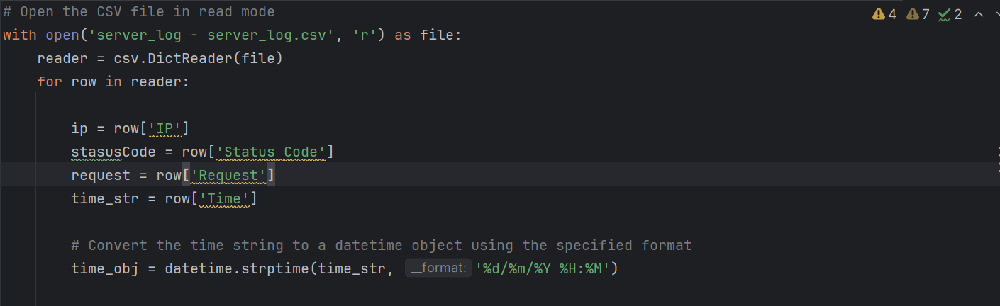 # Open the CSV file in read mode
4 7 2
with open('server_log - server_log.csv', 'r') as file:
reader = csv.DictReader(file)
for row in reader:
ip = row['IP']
stasusCode = row['Status Code']
request = row['Request']
time_str = row['Time']
# Convert the time string to a datetime object using the specified format
time_obj = datetime.strptime(time_str, __format: '%d/%m/%Y %H:%M')